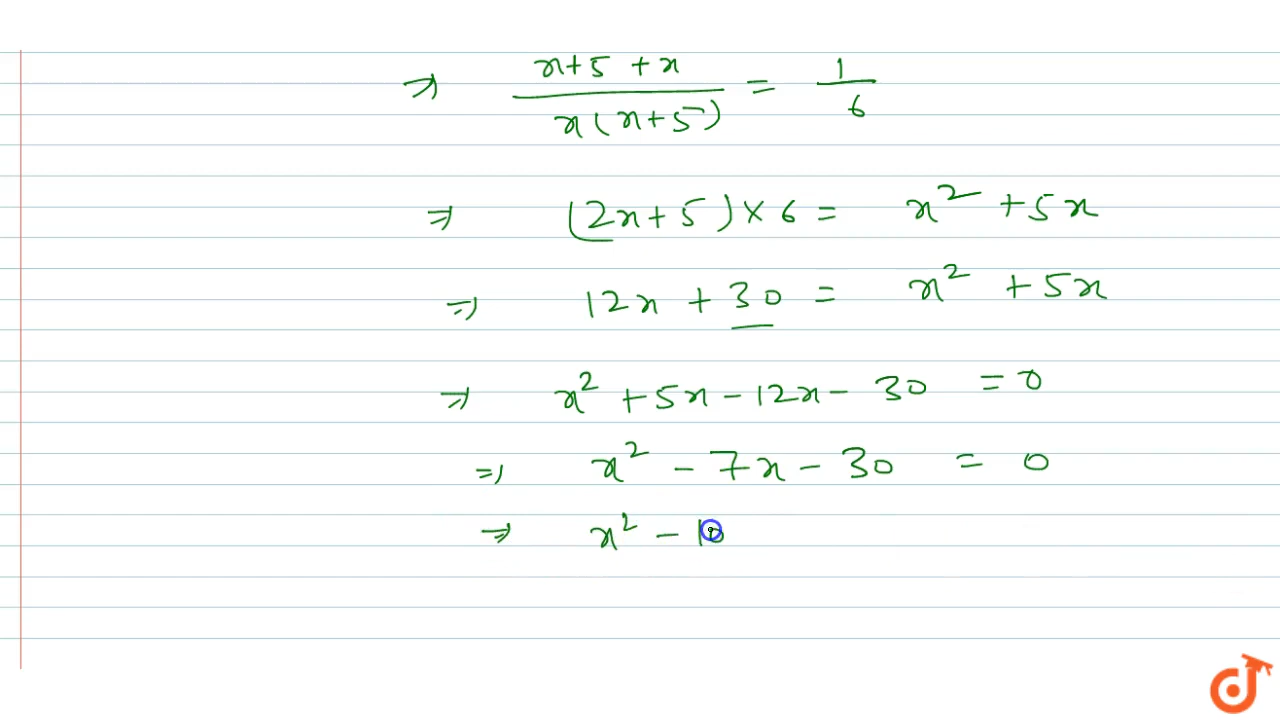 ⇒ x+5 +x / x(x+5) = 1/6
⇒ (2x+5)×6 = x² +5x
⇒ 12x + 30 = x² + 5x
⇒ x² +5x -12x - 30 = 0
⇒ x² - 7x - 30 = 0
⇒ x² - 10